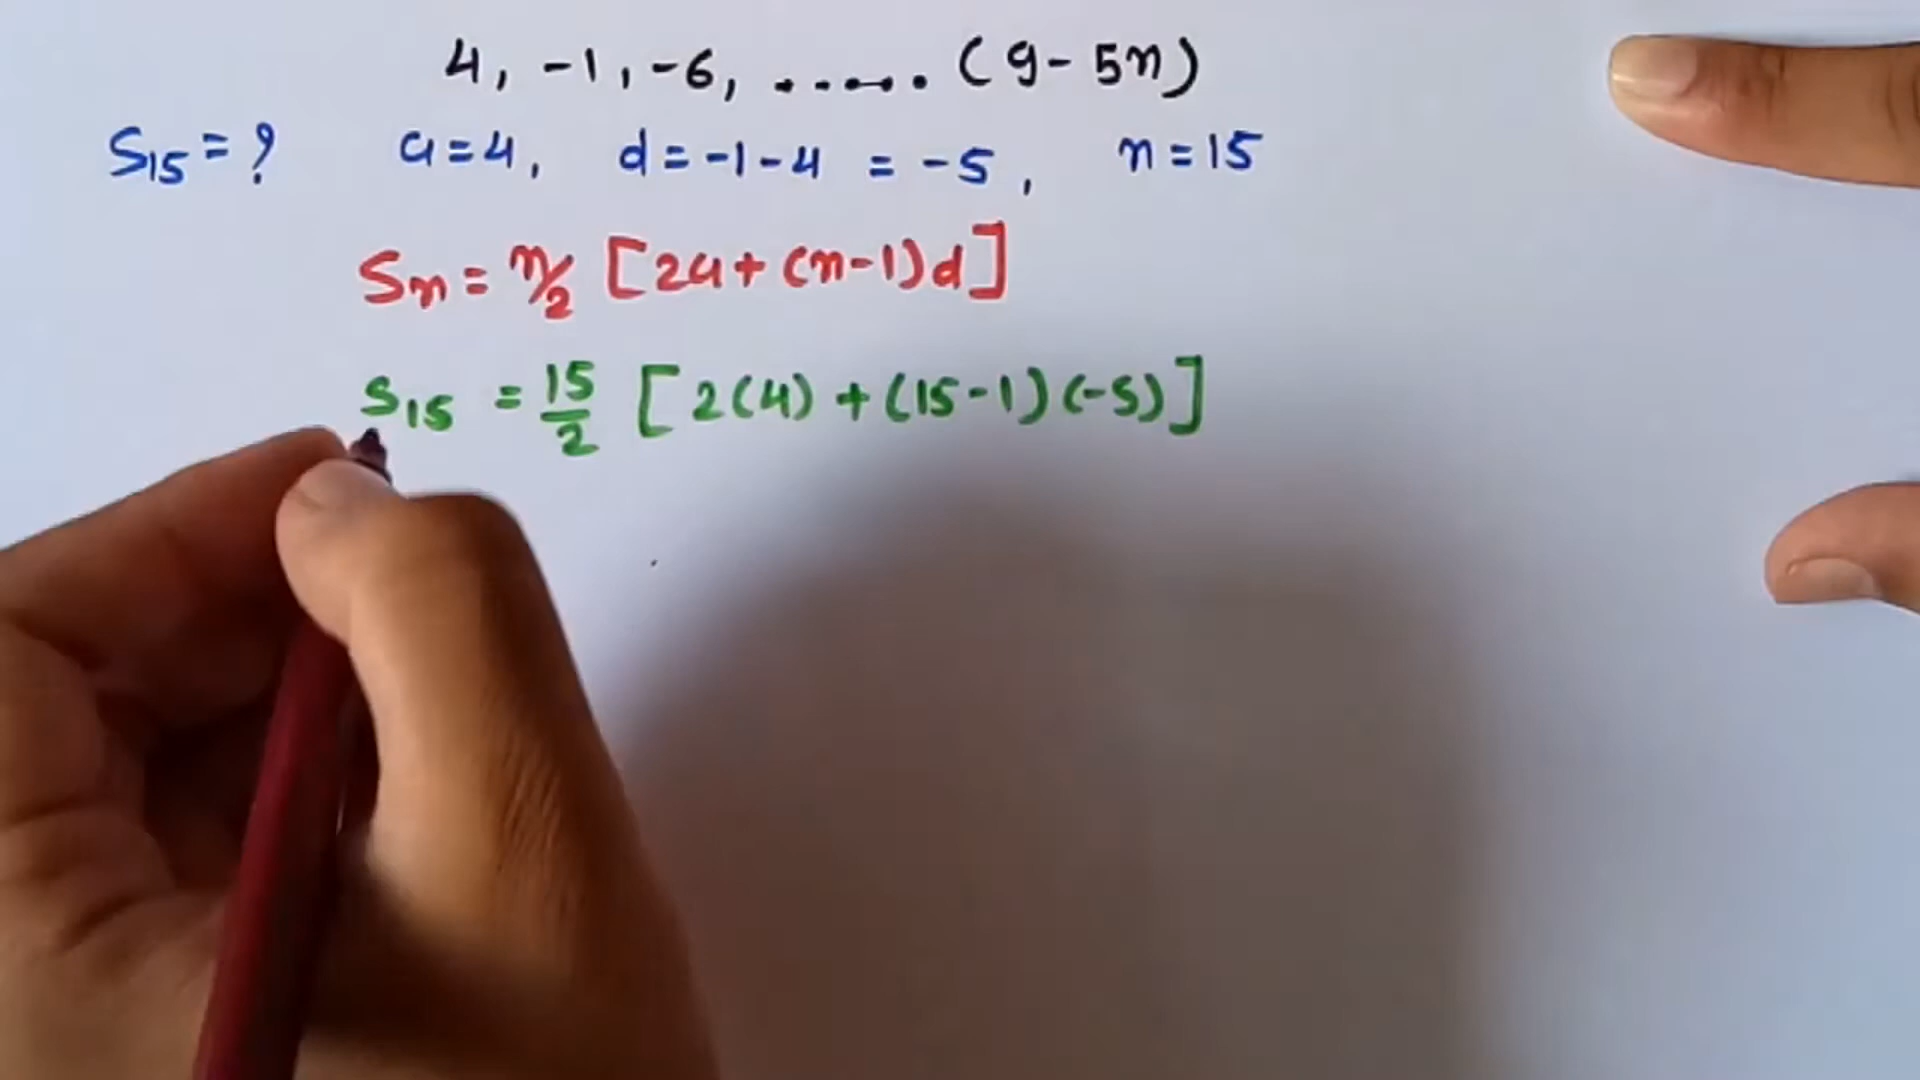 4, -1, -6, ...... (9-5n)
S15 = ? a=4, d = -1-4 = -5, n = 15
Sn = n/2 [2a + (n-1)d]
S15 = 15/2 [2(4) + (15-1)(-5)]